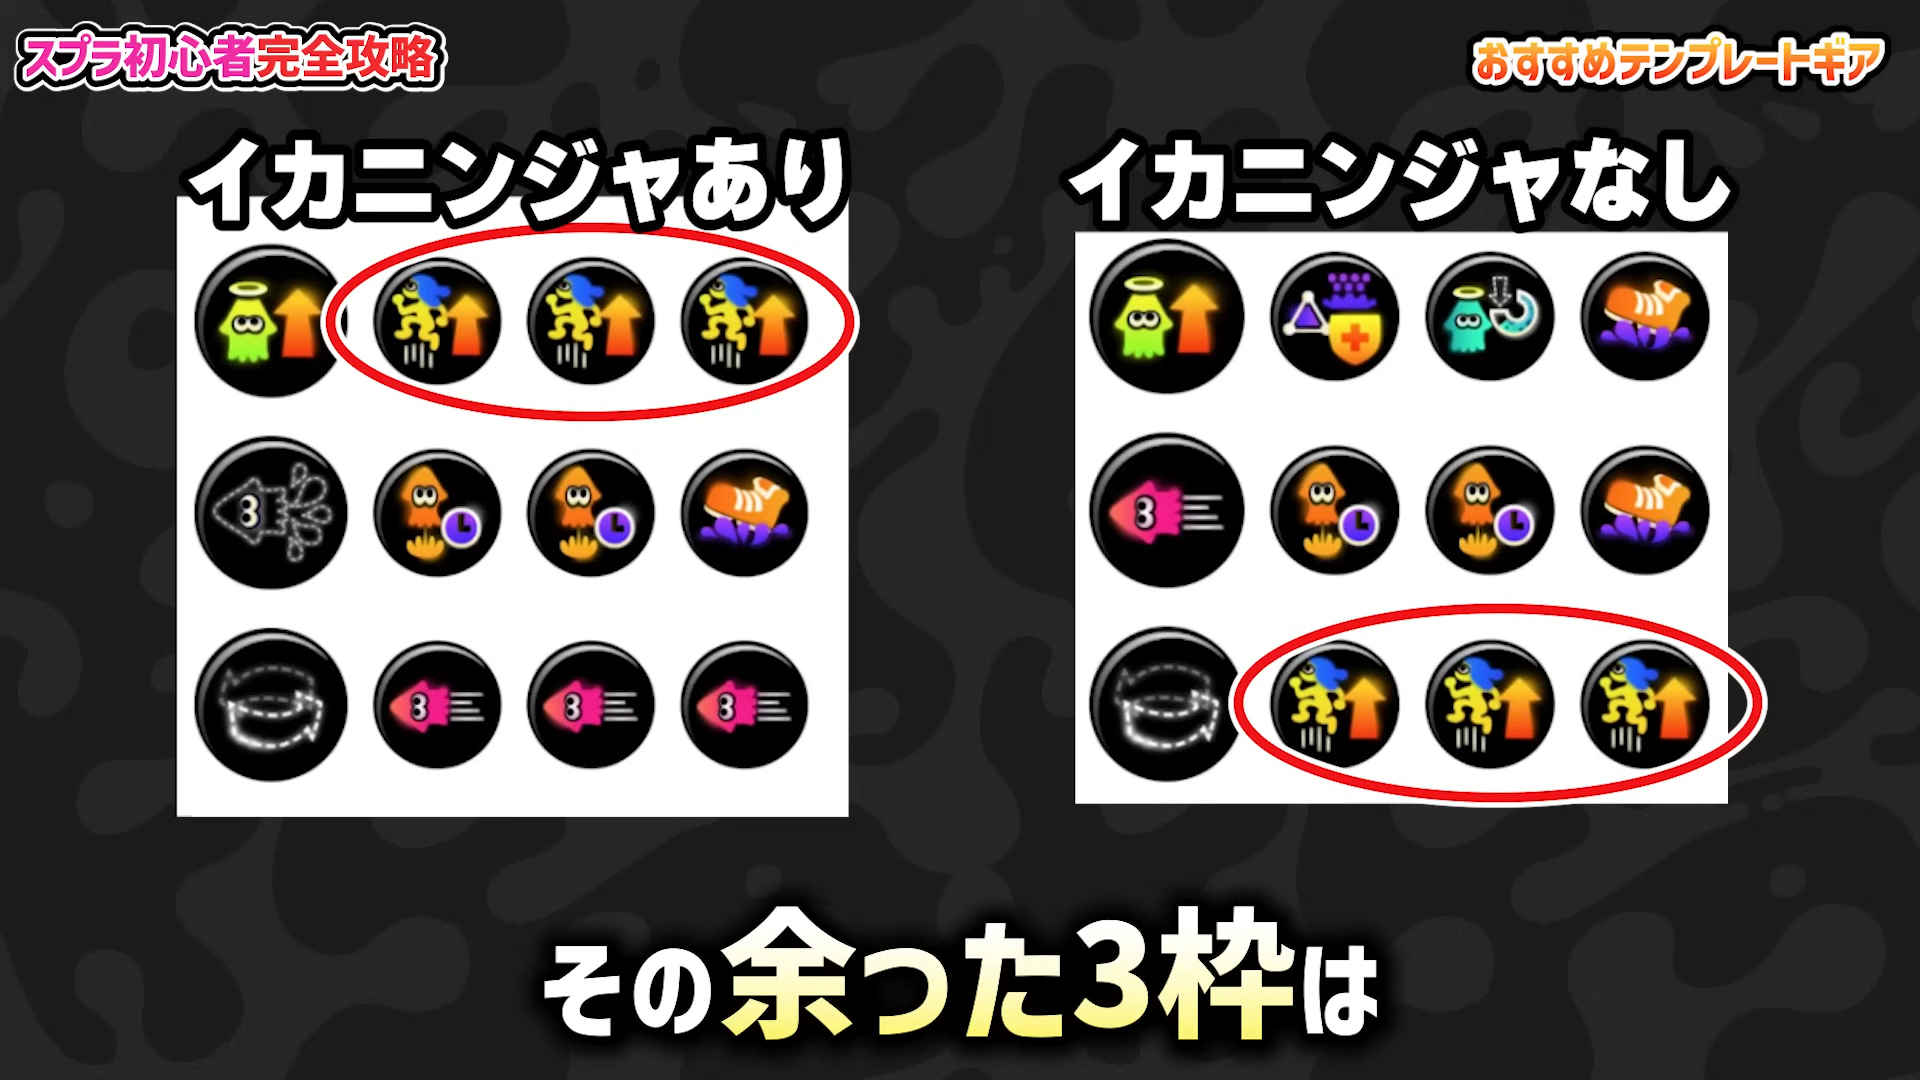 スプラ初心者完全攻略
おすすめテンプレートギア
イカニンジャあり
イカニンジャなし
その余った3枠は